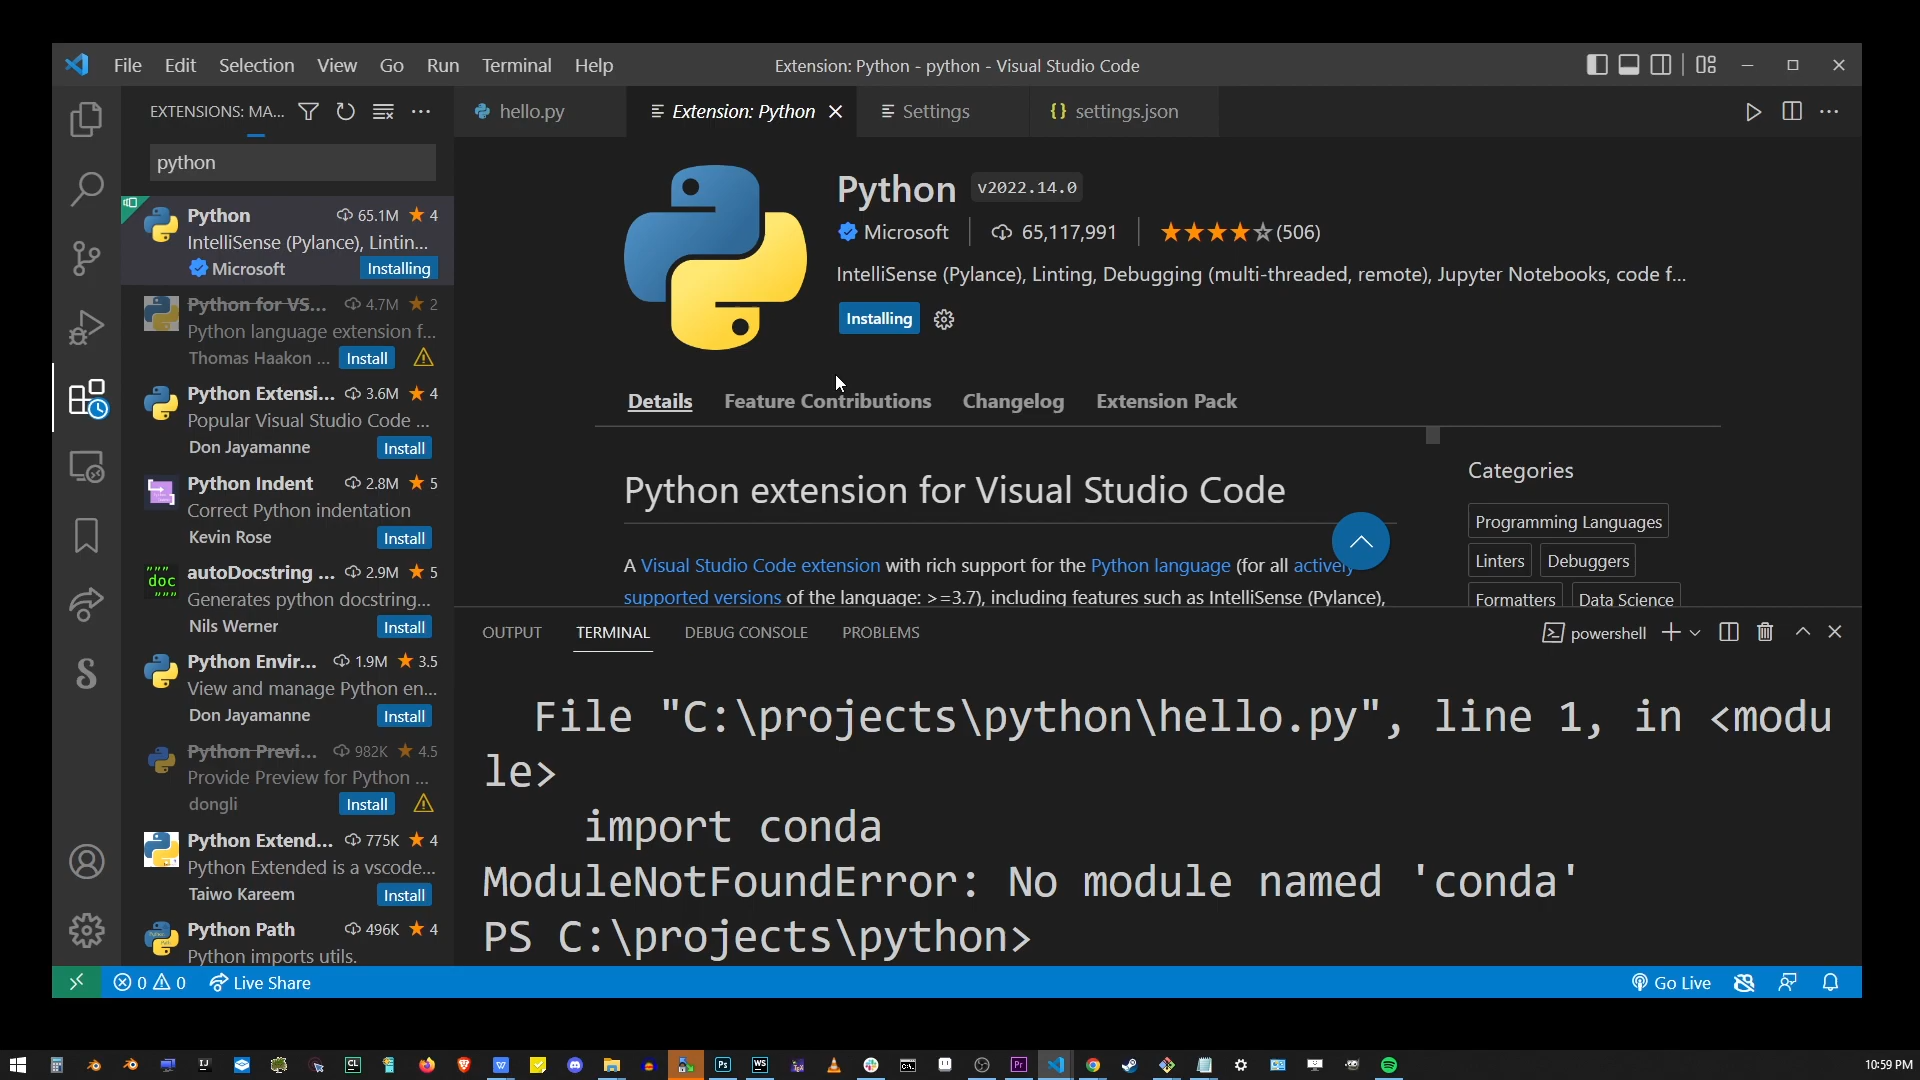 File Edit Selection View Go Run Terminal Help
Extension: Python - python - Visual Studio Code
EXTENSIONS: MA...
hello.py
Extension: Python
Settings
settings.json
python
Python 65.1M 4
IntelliSense (Pylance), Lintin...
Microsoft Installing
Python for VS... 4.7M 2
Python language extension f...
Thomas Haakon ... Install
Python Extensi... 3.6M 4
Popular Visual Studio Code ...
Don Jayamanne Install
Python Indent 2.8M 5
Correct Python indentation
Kevin Rose Install
autoDocstring ... 2.9M 5
Generates python docstring...
Nils Werner Install
Python Envir... 1.9M 3.5
View and manage Python en...
Don Jayamanne Install
Python Previ... 982K 4.5
Provide Preview for Python ...
dongli Install
Python Extend... 775K 4
Python Extended is a vscode...
Taiwo Kareem Install
Python Path 496K 4
Python imports utils.
Python v2022.14.0
Microsoft 65,117,991 (506)
IntelliSense (Pylance), Linting, Debugging (multi-threaded, remote), Jupyter Notebooks, code f...
Installing
Details Feature Contributions Changelog Extension Pack
Python extension for Visual Studio Code
A Visual Studio Code extension with rich support for the Python language (for all actively
supported versions of the language: >=3.7), including features such as IntelliSense (Pylance),
Categories
Programming Languages
Linters Debuggers
Formatters Data Science
OUTPUT TERMINAL DEBUG CONSOLE PROBLEMS
powershell
File "C:\projects\python\hello.py", line 1, in <modu
le>
import conda
ModuleNotFoundError: No module named 'conda'
PS C:\projects\python>
0 0 Live Share
Go Live
10:59 PM